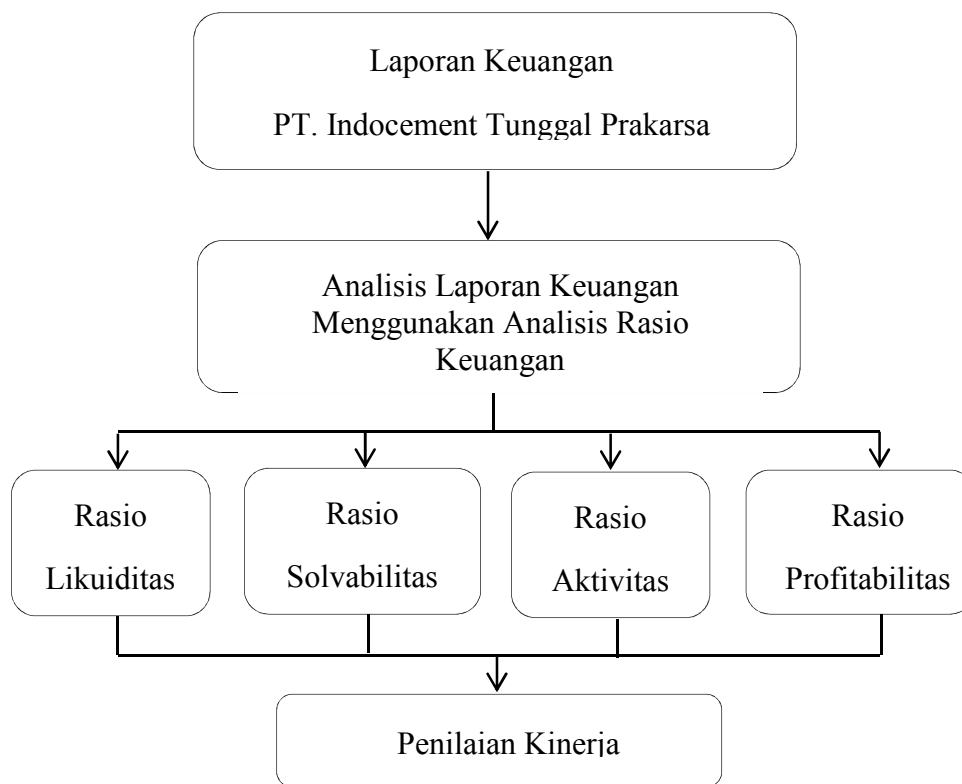 Laporan Keuangan
PT. Indocement Tunggal Prakarsa
Analisis Laporan Keuangan
Menggunakan Analisis Rasio
Keuangan
Rasio
Likuiditas
Rasio
Solvabilitas
Rasio
Aktivitas
Rasio
Profitabilitas
Penilaian Kinerja